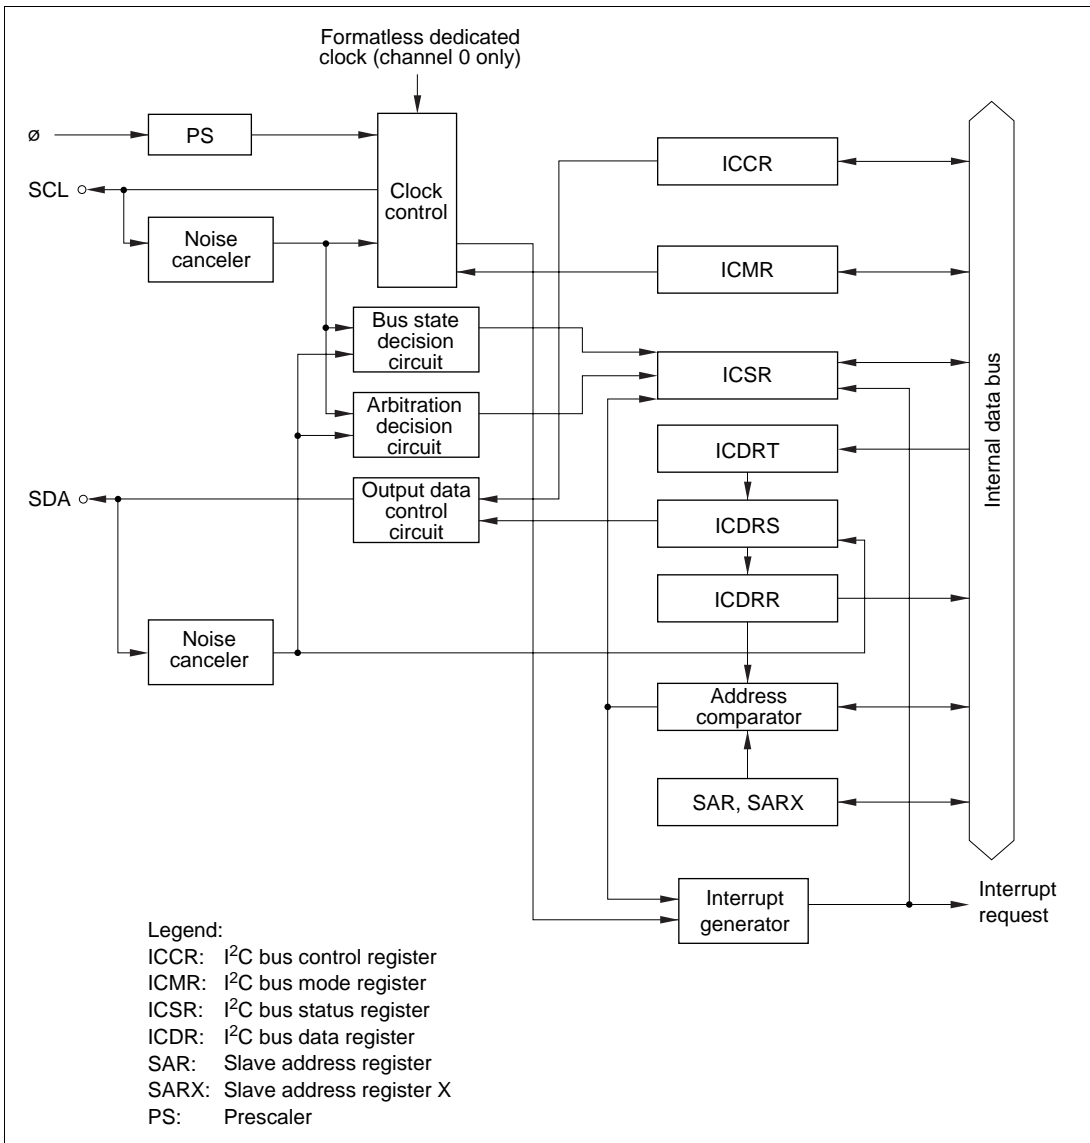 Formatless dedicated
clock (channel 0 only)
ø
PS
SCL
Clock
control
Noise
canceler
ICCR
ICMR
Bus state
decision
circuit
ICSR
Arbitration
decision
circuit
ICDRT
SDA
Output data
control
circuit
ICDRS
ICDRR
Noise
canceler
Address
comparator
SAR, SARX
Internal data bus
Interrupt
generator
Interrupt
request
Legend:
ICCR: I²C bus control register
ICMR: I²C bus mode register
ICSR: I²C bus status register
ICDR: I²C bus data register
SAR: Slave address register
SARX: Slave address register X
PS: Prescaler